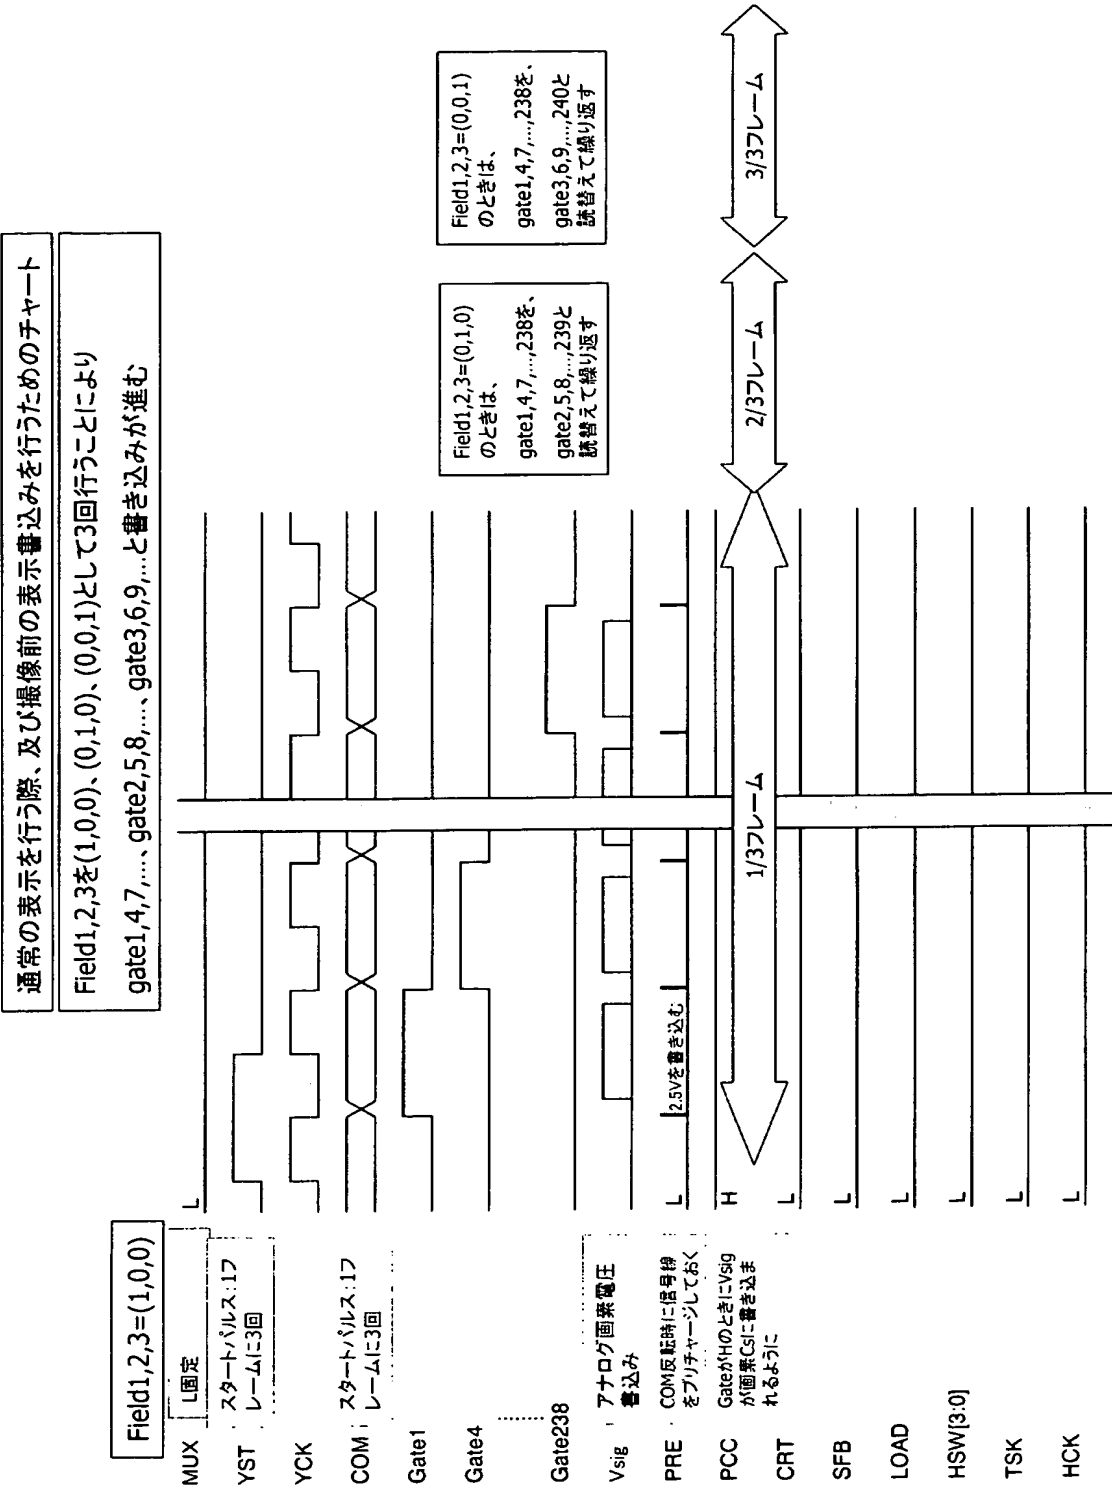 通常の表示を行う際、及び撮像前の表示書込みを行うためのチャート
Field1,2,3を(1,0,0)、(0,1,0)、(0,0,1)として3回行うことにより
gate1,4,7,...、gate2,5,8,...、gate3,6,9,...と書き込みが進む
Field1,2,3=(1,0,0)
MUX
L固定
L
YST
スタートパルス:1フ
レームに3回
YCK
COM
スタートパルス:1フ
レームに3回
Gate1
Gate4
Gate238
Vsig
アナログ画素電圧
書込み
PRE
COM反転時に信号線
をプリチャージしておく
L
2.5Vを書き込む
PCC
GateがHのときにVsig
が画素Csに書き込ま
れるように
H
CRT
L
SFB
L
LOAD
L
HSW[3:0]
L
TSK
L
HCK
L
1/3フレーム
2/3フレーム
3/3フレーム
Field1,2,3=(0,1,0)
のときは、
gate1,4,7,...,238を、
gate2,5,8,...,239と
読替えて繰り返す
Field1,2,3=(0,0,1)
のときは、
gate1,4,7,...,238を、
gate3,6,9,...,240と
読替えて繰り返す